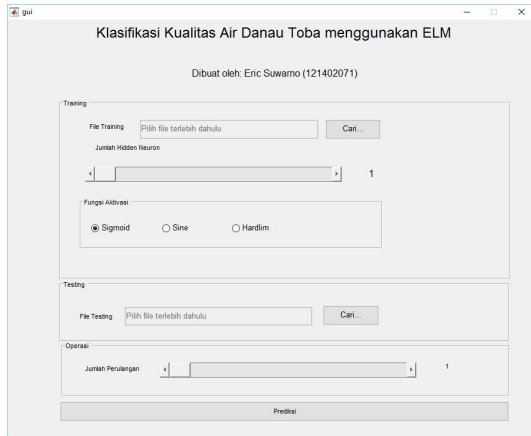 gui
Klasifikasi Kualitas Air Danau Toba menggunakan ELM
Dibuat oleh: Eric Suwarno (121402071)
Training
File Training
Pilih file terlebih dahulu
Cari...
Jumlah Hidden Neuron
1
Fungsi Aktivasi
Sigmoid
Sine
Hardlim
Testing
File Testing
Pilih file terlebih dahulu
Cari...
Operasi
Jumlah Perulangan
1
Prediksi